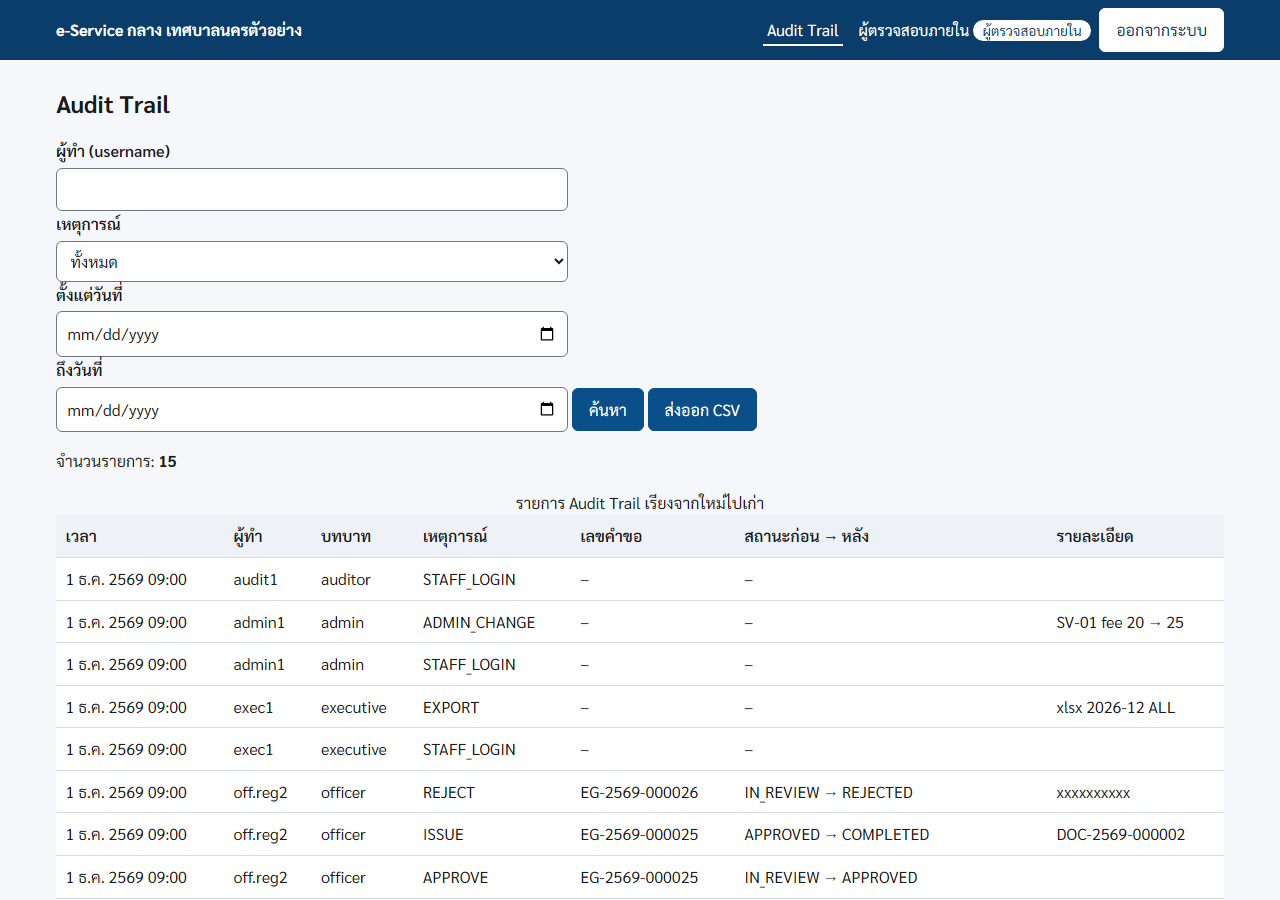 e-Service กลาง เทศบาลนครตัวอย่าง
Audit Trail ผู้ตรวจสอบภายใน ผู้ตรวจสอบภายใน ออกจากระบบ
Audit Trail
ผู้ทำ (username)
เหตุการณ์
ทั้งหมด
ตั้งแต่วันที่
mm/dd/yyyy
ถึงวันที่
mm/dd/yyyy ค้นหา ส่งออก CSV
จำนวนรายการ: 15
รายการ Audit Trail เรียงจากใหม่ไปเก่า
เวลา ผู้ทำ บทบาท เหตุการณ์ เลขคำขอ สถานะก่อน → หลัง รายละเอียด
1 ธ.ค. 2569 09:00 audit1 auditor STAFF_LOGIN – –
1 ธ.ค. 2569 09:00 admin1 admin ADMIN_CHANGE – – SV-01 fee 20 → 25
1 ธ.ค. 2569 09:00 admin1 admin STAFF_LOGIN – –
1 ธ.ค. 2569 09:00 exec1 executive EXPORT – – xlsx 2026-12 ALL
1 ธ.ค. 2569 09:00 exec1 executive STAFF_LOGIN – –
1 ธ.ค. 2569 09:00 off.reg2 officer REJECT EG-2569-000026 IN_REVIEW → REJECTED xxxxxxxxxx
1 ธ.ค. 2569 09:00 off.reg2 officer ISSUE EG-2569-000025 APPROVED → COMPLETED DOC-2569-000002
1 ธ.ค. 2569 09:00 off.reg2 officer APPROVE EG-2569-000025 IN_REVIEW → APPROVED